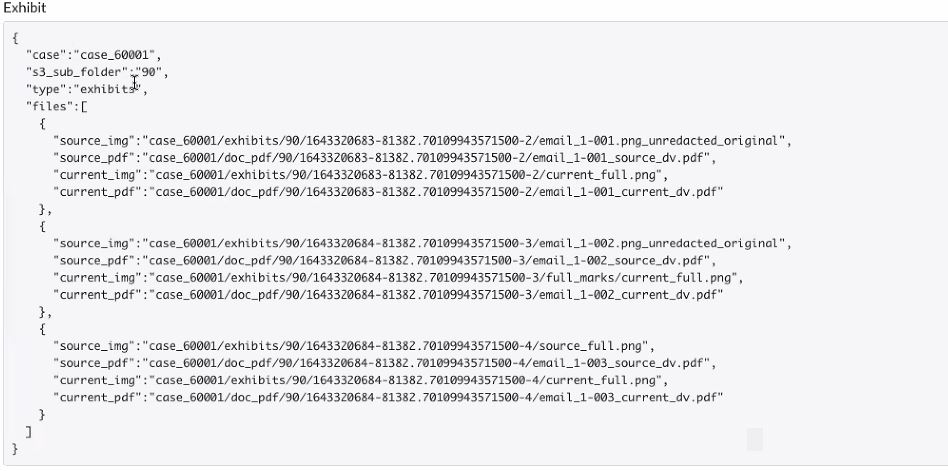 Exhibit
{
"case":"case_60001",
"s3_sub_folder":"90",
"type":"exhibits",
"files":[
{
"source_img":"case_60001/exhibits/90/1643320683-81382.70109943571500-2/email_1-001.png_unredacted_original",
"source_pdf":"case_60001/doc_pdf/90/1643320683-81382.70109943571500-2/email_1-001_source_dv.pdf",
"current_img":"case_60001/exhibits/90/1643320683-81382.70109943571500-2/current_full.png",
"current_pdf":"case_60001/doc_pdf/90/1643320683-81382.70109943571500-2/email_1-001_current_dv.pdf"
},
{
"source_img":"case_60001/exhibits/90/1643320684-81382.70109943571500-3/email_1-002.png_unredacted_original",
"source_pdf":"case_60001/doc_pdf/90/1643320684-81382.70109943571500-3/email_1-002_source_dv.pdf",
"current_img":"case_60001/exhibits/90/1643320684-81382.70109943571500-3/full_marks/current_full.png",
"current_pdf":"case_60001/doc_pdf/90/1643320684-81382.70109943571500-3/email_1-002_current_dv.pdf"
},
{
"source_img":"case_60001/exhibits/90/1643320684-81382.70109943571500-4/source_full.png",
"source_pdf":"case_60001/doc_pdf/90/1643320684-81382.70109943571500-4/email_1-003_source_dv.pdf",
"current_img":"case_60001/exhibits/90/1643320684-81382.70109943571500-4/current_full.png",
"current_pdf":"case_60001/doc_pdf/90/1643320684-81382.70109943571500-4/email_1-003_current_dv.pdf"
}
]
}